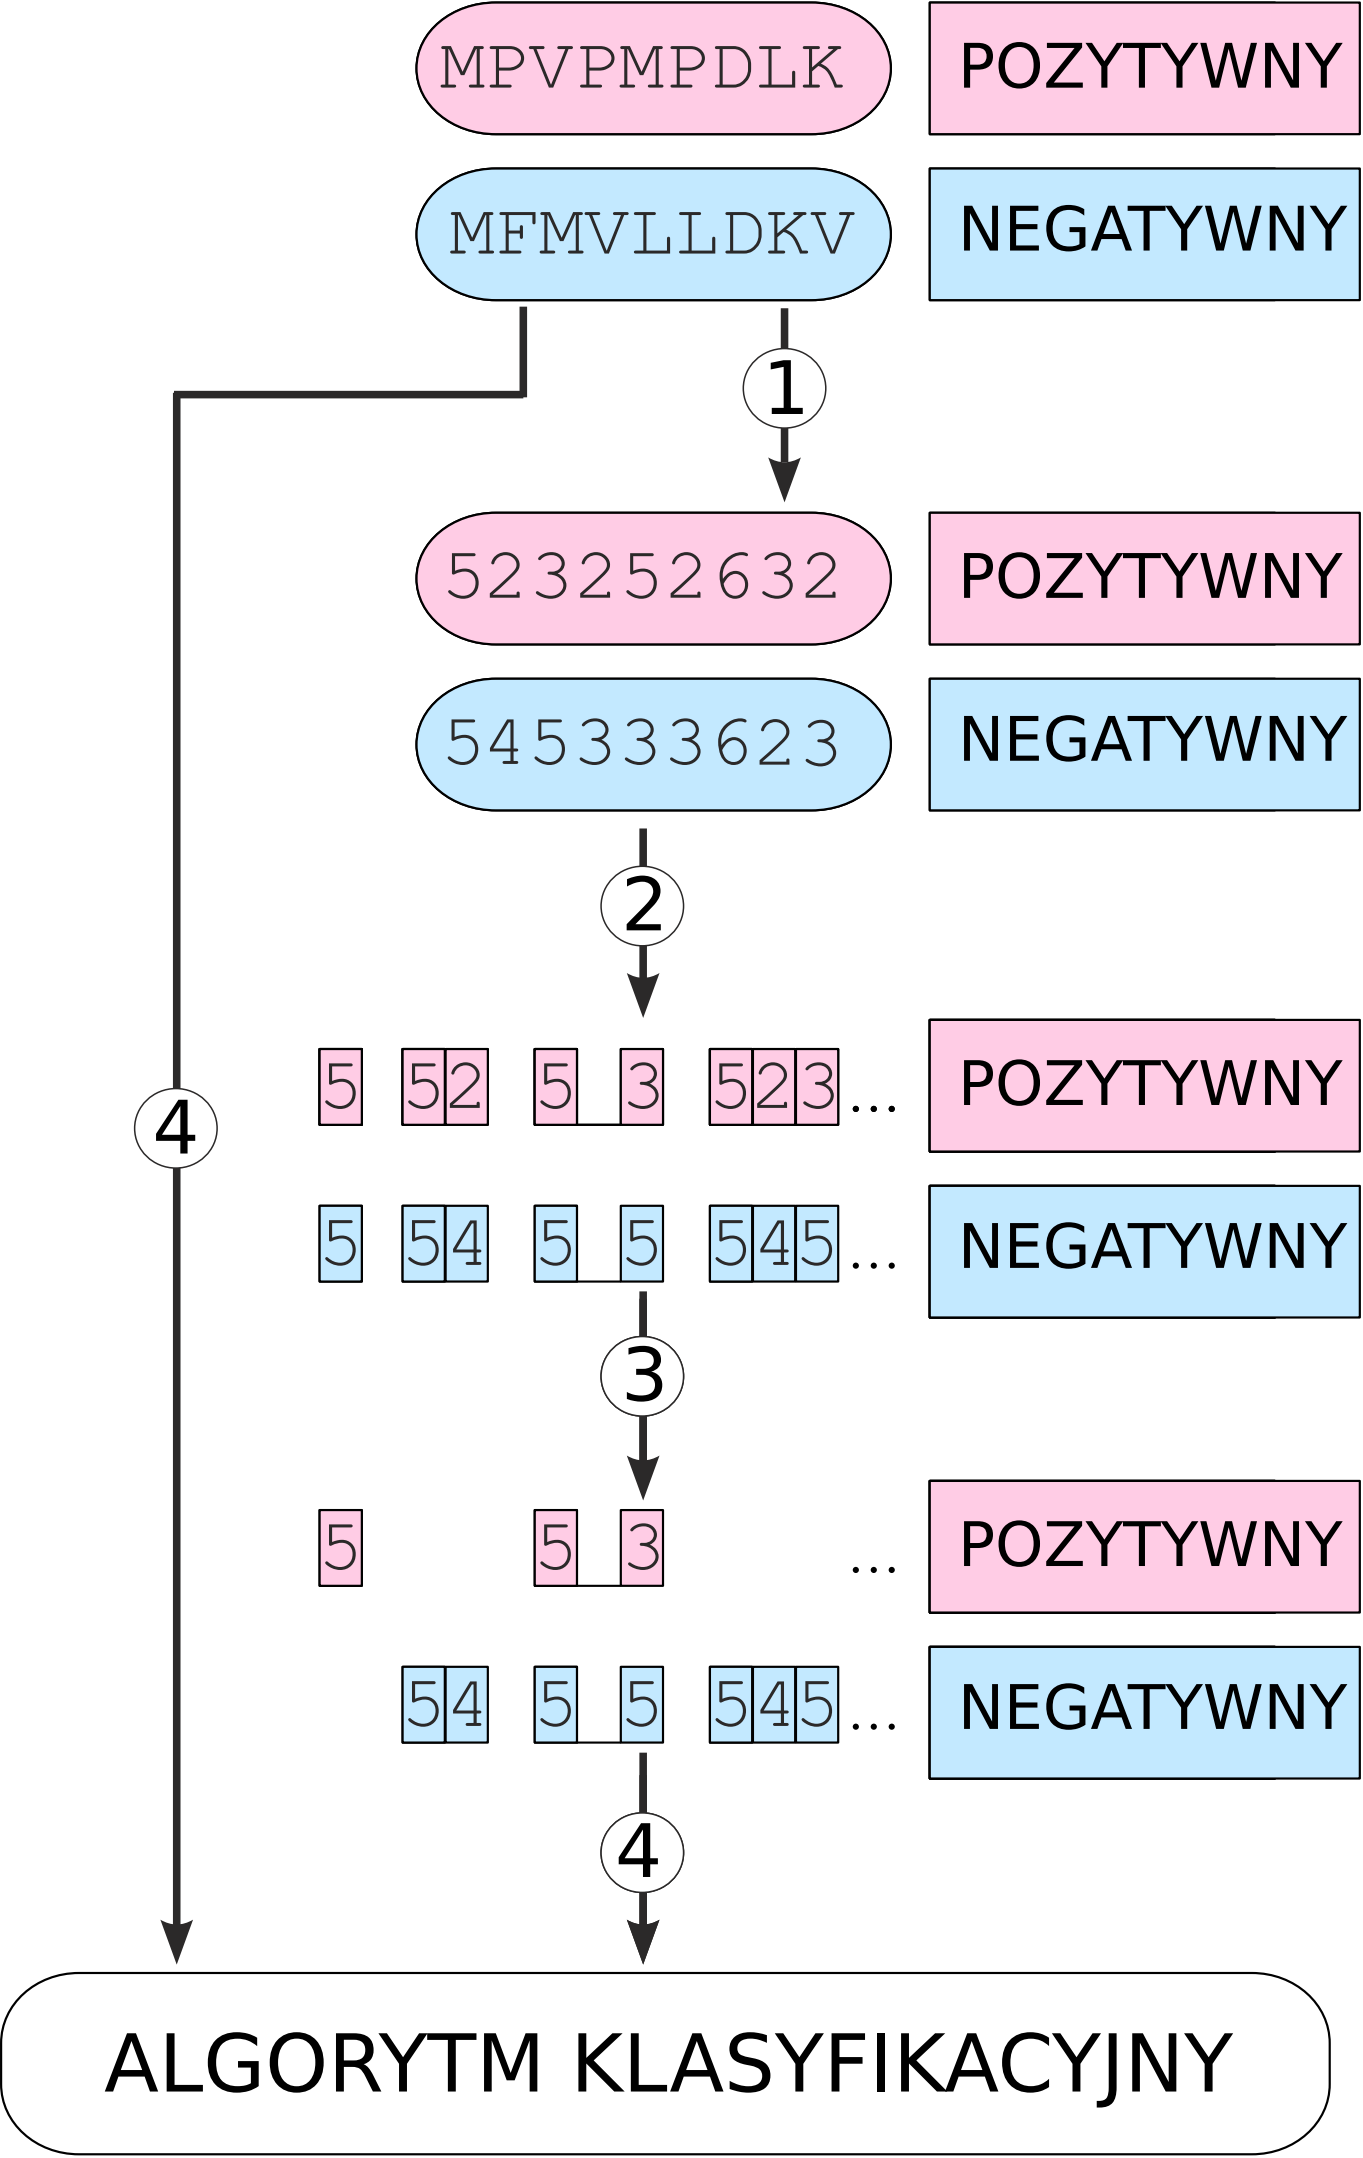 MPVPMPDLK POZYTYWNY
MFMVLLDKV NEGATYWNY
1
523252632 POZYTYWNY
545333623 NEGATYWNY
2
5 52 5 3 523 ... POZYTYWNY
4
5 54 5 5 545 ... NEGATYWNY
3
5 5 3 ... POZYTYWNY
54 5 5 545 ... NEGATYWNY
4
ALGORYTM KLASYFIKACYJNY